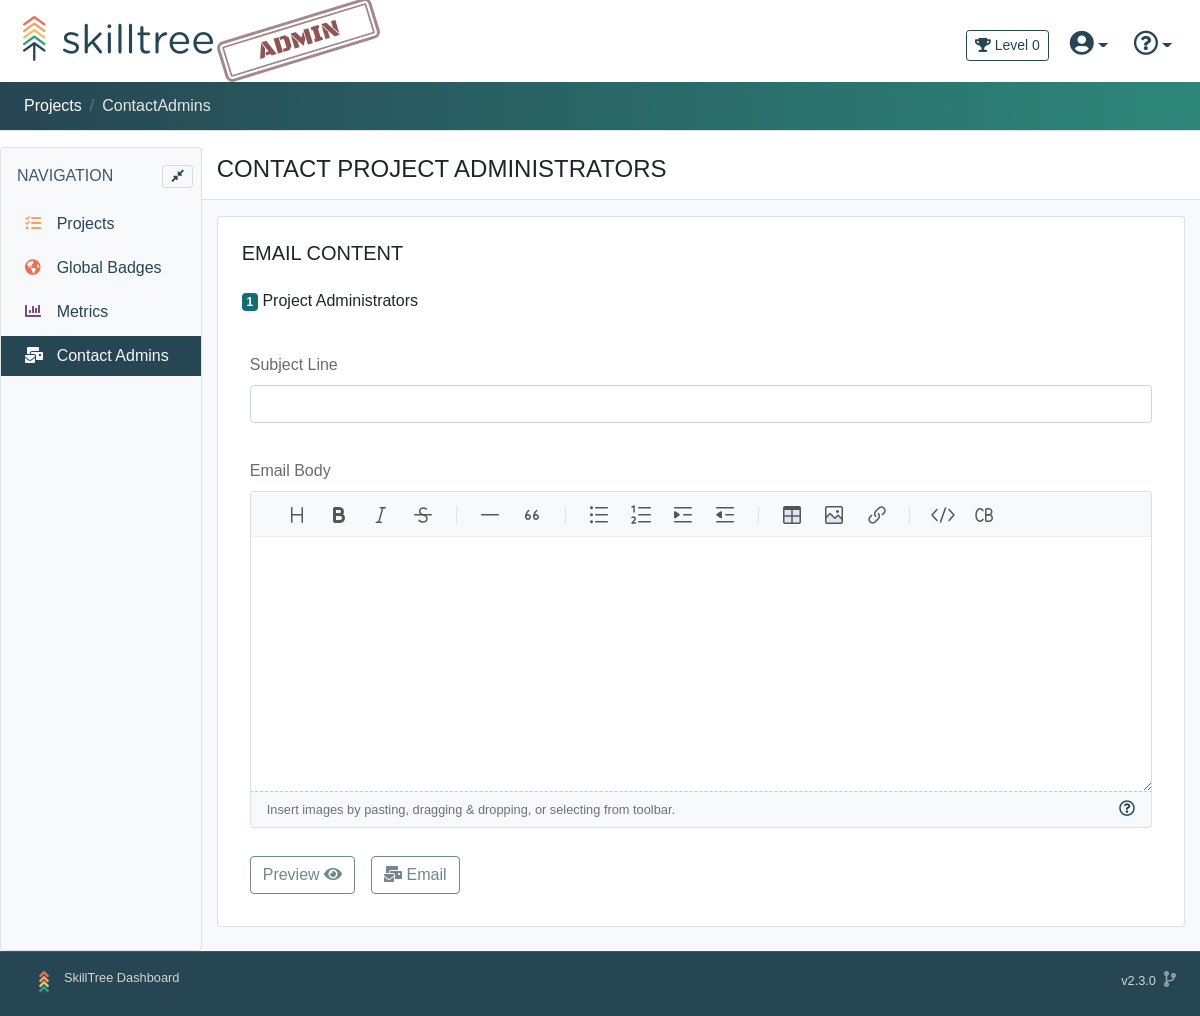 skilltree
ADMIN
Level 0
Projects / ContactAdmins
NAVIGATION
Projects
Global Badges
Metrics
Contact Admins
CONTACT PROJECT ADMINISTRATORS
EMAIL CONTENT
1 Project Administrators
Subject Line
Email Body
H B I S “ CB
Insert images by pasting, dragging & dropping, or selecting from toolbar.
Preview
Email
SkillTree Dashboard
v2.3.0